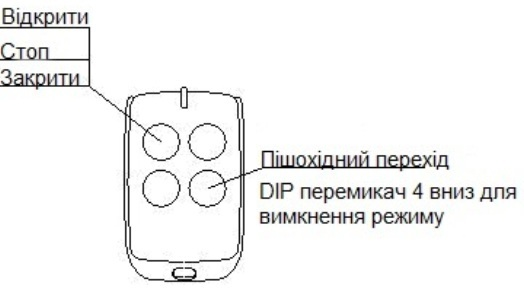 Відкрити
Стоп
Закрити
Пішохідний перехід
DIP перемикач 4 вниз для
вимкнення режиму